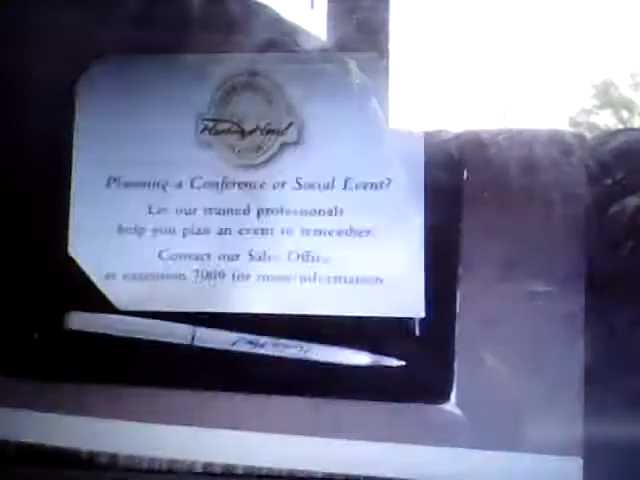 Planning a Conference or Social Event?
Let our trained professionals
help you plan an event to remember.
Contact our Sales Office
at extension 7009 for more information